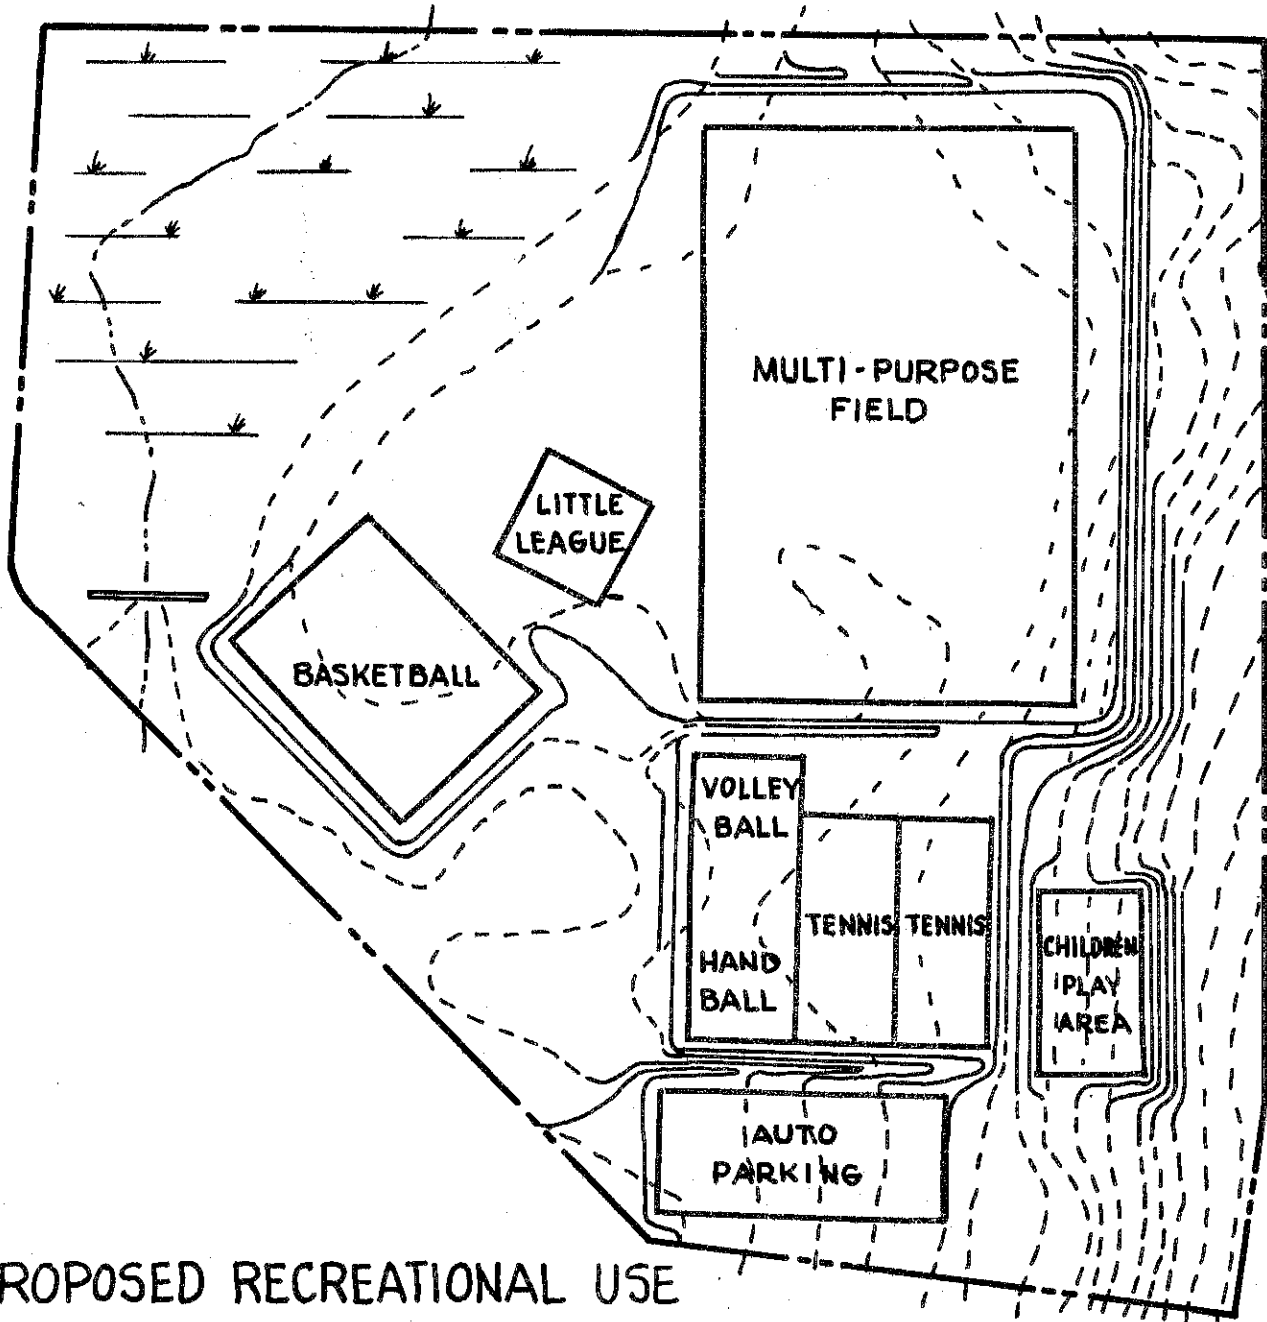 MULTI-PURPOSE
FIELD
LITTLE
LEAGUE
BASKETBALL
VOLLEY
BALL
TENNIS
TENNIS
HAND
BALL
CHILDREN
PLAY
AREA
AUTO
PARKING
ROPOSED RECREATIONAL USE